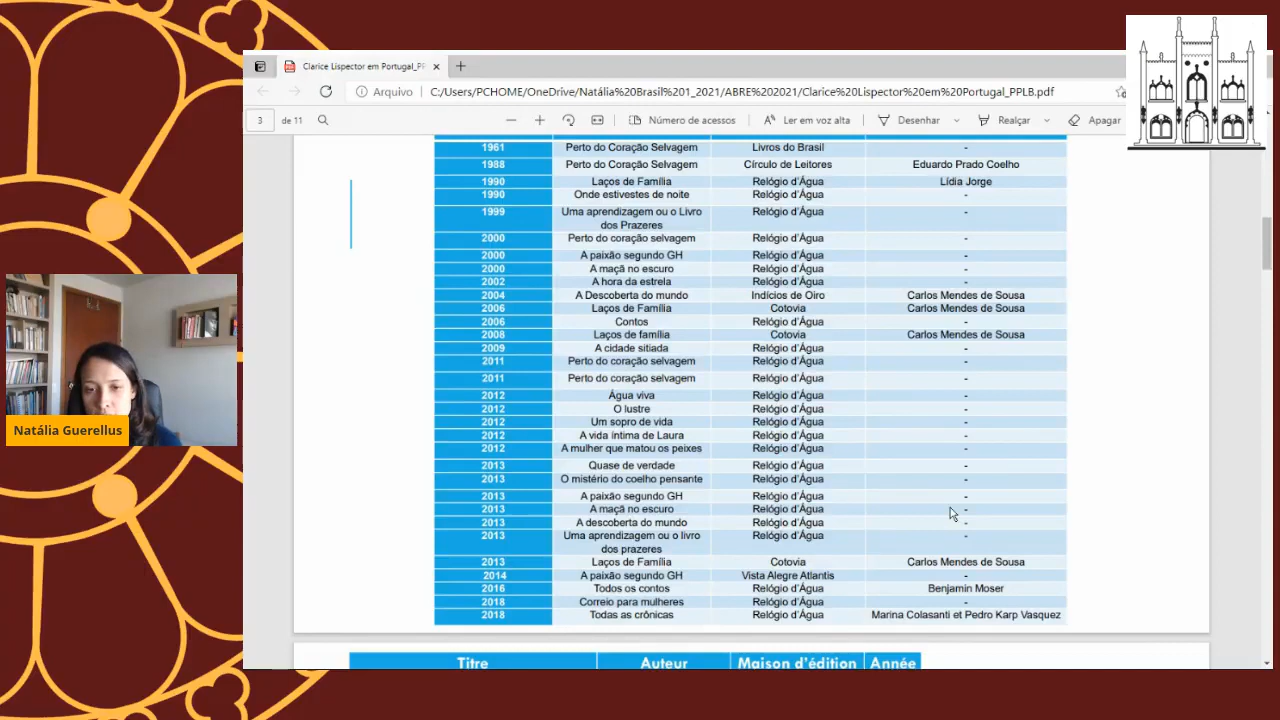 Clarice Lispector em Portugal_PP
Arquivo C:/Users/PCHOME/OneDrive/Natália%20Brasil%201_2021/ABRE%202021/Clarice%20Lispector%20em%20Portugal_PPLB.pdf
3 de 11 Número de acessos Ler em voz alta Desenhar Realçar Apagar
1961 Perto do Coração Selvagem Livros do Brasil -
1988 Perto do Coração Selvagem Círculo de Leitores Eduardo Prado Coelho
1990 Laços de Família Relógio d'Água Lídia Jorge
1990 Onde estivestes de noite Relógio d'Água -
1999 Uma aprendizagem ou o Livro Relógio d'Água -
dos Prazeres
2000 Perto do coração selvagem Relógio d'Água -
2000 A paixão segundo GH Relógio d'Água -
2000 A maçã no escuro Relógio d'Água -
2002 A hora da estrela Relógio d'Água -
2004 A Descoberta do mundo Indícios de Oiro Carlos Mendes de Sousa
2006 Laços de Família Cotovia Carlos Mendes de Sousa
2006 Contos Relógio d'Água -
2008 Laços de família Cotovia Carlos Mendes de Sousa
2009 A cidade sitiada Relógio d'Água -
2011 Perto do coração selvagem Relógio d'Água -
2011 Perto do coração selvagem Relógio d'Água -
2012 Água viva Relógio d'Água -
2012 O lustre Relógio d'Água -
2012 Um sopro de vida Relógio d'Água -
2012 A vida íntima de Laura Relógio d'Água -
2012 A mulher que matou os peixes Relógio d'Água -
2013 Quase de verdade Relógio d'Água -
2013 O mistério do coelho pensante Relógio d'Água -
2013 A paixão segundo GH Relógio d'Água -
2013 A maçã no escuro Relógio d'Água -
2013 A descoberta do mundo Relógio d'Água -
2013 Uma aprendizagem ou o livro Relógio d'Água -
dos prazeres
2013 Laços de Família Cotovia Carlos Mendes de Sousa
2014 A paixão segundo GH Vista Alegre Atlantis -
2016 Todos os contos Relógio d'Água Benjamin Moser
2018 Correio para mulheres Relógio d'Água -
2018 Todas as crônicas Relógio d'Água Marina Colasanti et Pedro Karp Vasquez
Titre Auteur Maison d'édition Année
Natália Guerellus